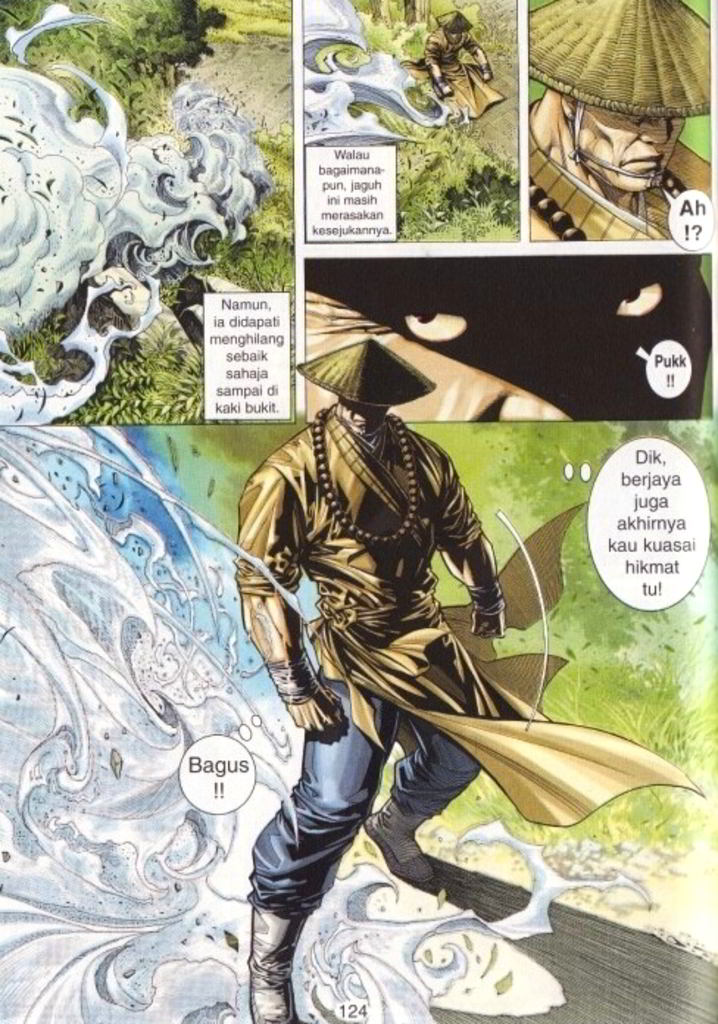 Namun,
ia didapati
menghilang
sebaik
sahaja
sampai di
kaki bukit.
Walau
bagaimana-
pun, jaguh
ini masih
merasakan
kesejukannya.
Ah
!?
Pukk
!!
Dik,
berjaya
juga
akhirnya
kau kuasai
hikmat
tu!
Bagus
!!
124